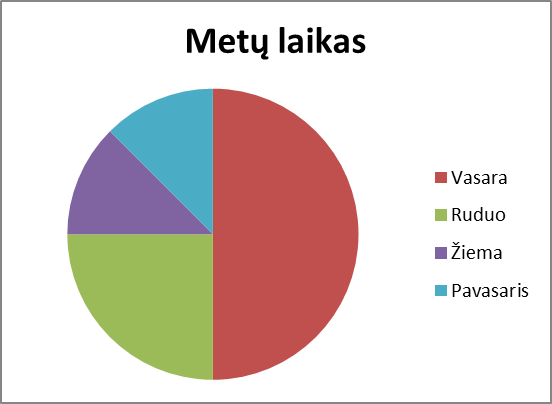 Metų laikas
Vasara
Ruduo
Žiema
Pavasaris